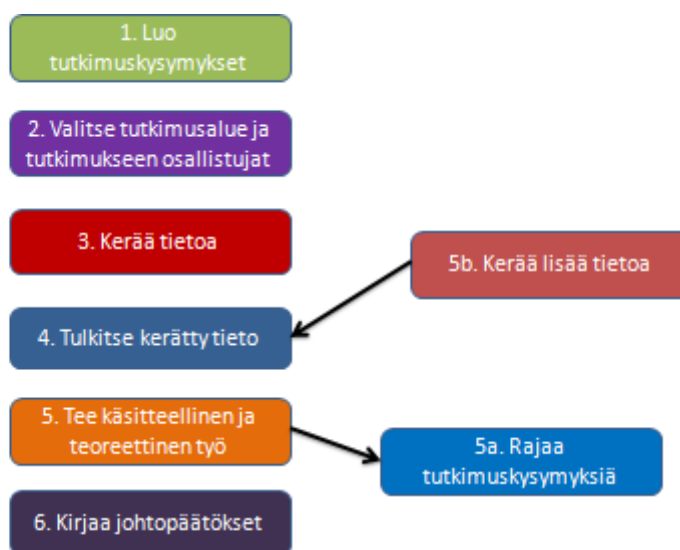 1. Luo
tutkimuskysymykset
2. Valitse tutkimusalue ja
tutkimukseen osallistujat
3. Kerää tietoa
5b. Kerää lisää tietoa
4. Tulkitse kerätty tieto
5. Tee käsitteellinen ja
teoreettinen työ
5a. Rajaa
tutkimuskysymyksiä
6. Kirjaa johtopäätökset